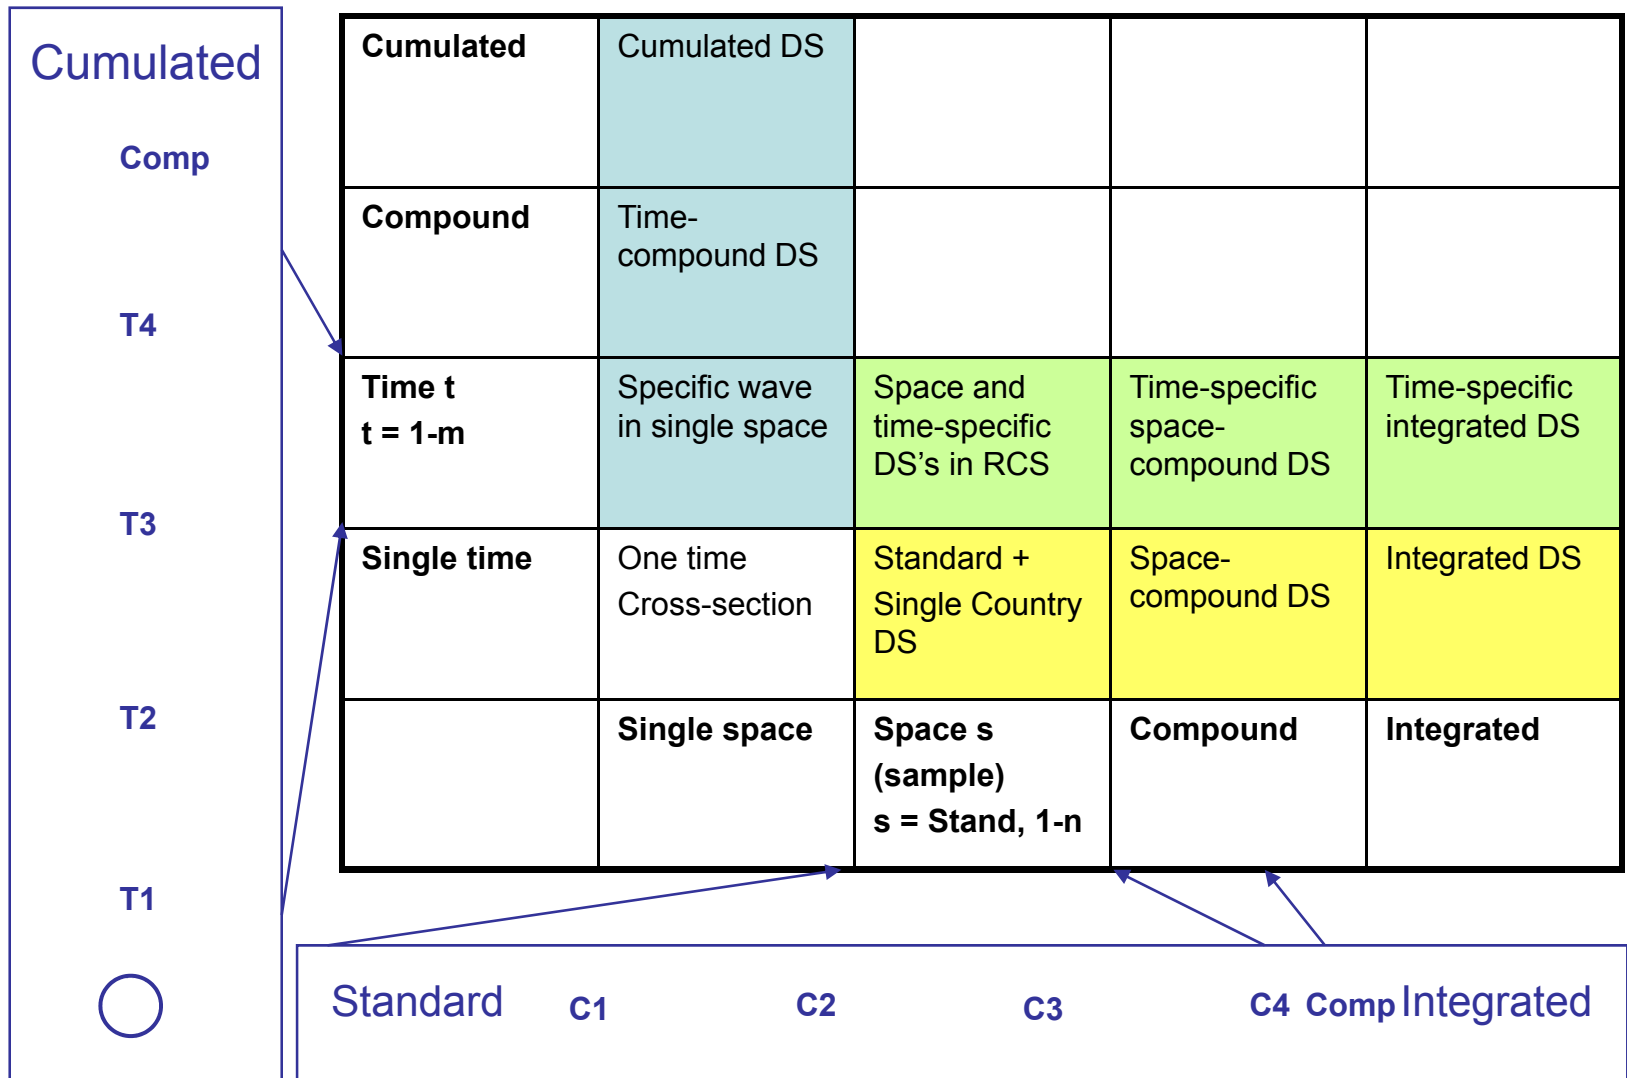 Cumulated
Comp
T4
T3
T2
T1
Cumulated
Cumulated DS
Compound
Time-
compound DS
Time t
t = 1-m
Specific wave
in single space
Space and
time-specific
DS’s in RCS
Time-specific
space-
compound DS
Time-specific
integrated DS
Single time
One time
Cross-section
Standard +
Single Country
DS
Space-
compound DS
Integrated DS
Single space
Space s
(sample)
s = Stand, 1-n
Compound
Integrated
Standard C1 C2 C3 C4 Comp Integrated